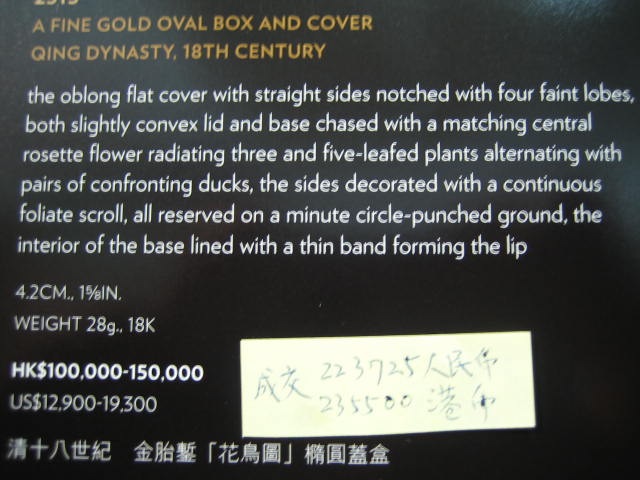 A FINE GOLD OVAL BOX AND COVER
QING DYNASTY, 18TH CENTURY
the oblong flat cover with straight sides notched with four faint lobes,
both slightly convex lid and base chased with a matching central
rosette flower radiating three and five-leafed plants alternating with
pairs of confronting ducks, the sides decorated with a continuous
foliate scroll, all reserved on a minute circle-punched ground, the
interior of the base lined with a thin band forming the lip
4.2CM., 1⅝IN.
WEIGHT 28g., 18K
HK$100,000-150,000
US$12,900-19,300
成交 223725人民币
235500 港币
清十八世紀 金胎鏨「花鳥圖」橢圓蓋盒